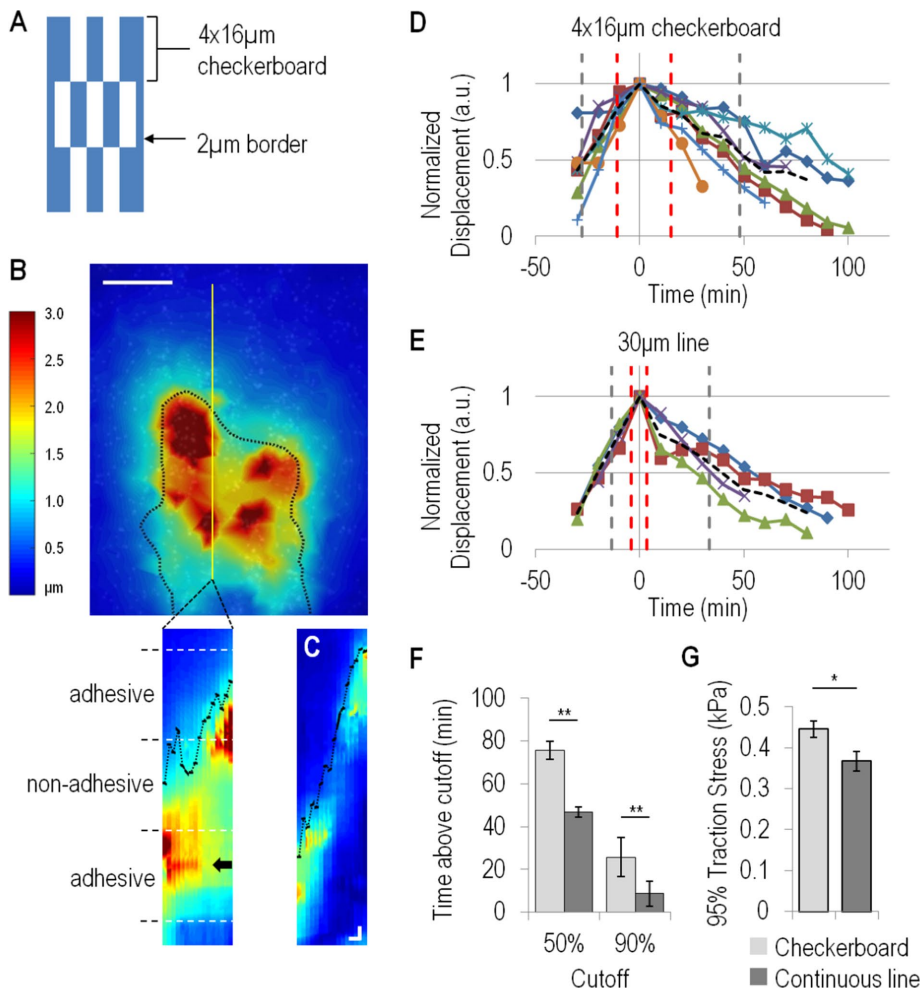 A
4x16µm
checkerboard
2µm border
B
3.0
2.5
2.0
1.5
1.0
0.5
µm
adhesive
non-adhesive
adhesive
C
D
4x16µm checkerboard
Normalized
Displacement (a.u.)
1
0.5
0
-50
0
50
100
Time (min)
E
30µm line
Normalized
Displacement (a.u.)
1
0.5
0
-50
0
50
100
Time (min)
F
Time above cutoff (min)
100
80
60
40
20
0
**
**
50%
90%
Cutoff
G
95% Traction Stress (kPa)
0.5
0.4
0.3
0.2
0.1
0
*
Checkerboard
Continuous line